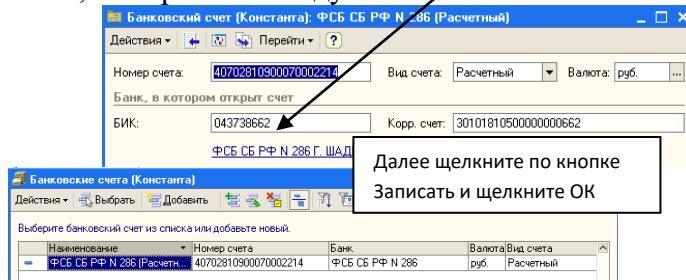 Банковский счет (Константа): ФСБ СБ РФ N 286 (Расчетный)
Действия Перейти ?
Номер счета: 40702810900070002214 Вид счета: Расчетный Валюта: руб. ...
Банк, в котором открыт счет
БИК: 043738662 Корр. счет: 30101810500000000662
ФСБ СБ РФ N 286 Г. ШАД
Далее щелкните по кнопке
Записать и щелкните ОК
Банковские счета (Константа)
Действия Выбрать Добавить
Выберите банковский счет из списка или добавьте новый.
Наименование Номер счета Банк Валюта Вид счета
ФСБ СБ РФ N 286 (Расчетн... 40702810900070002214 ФСБ СБ РФ N 286 руб. Расчетный